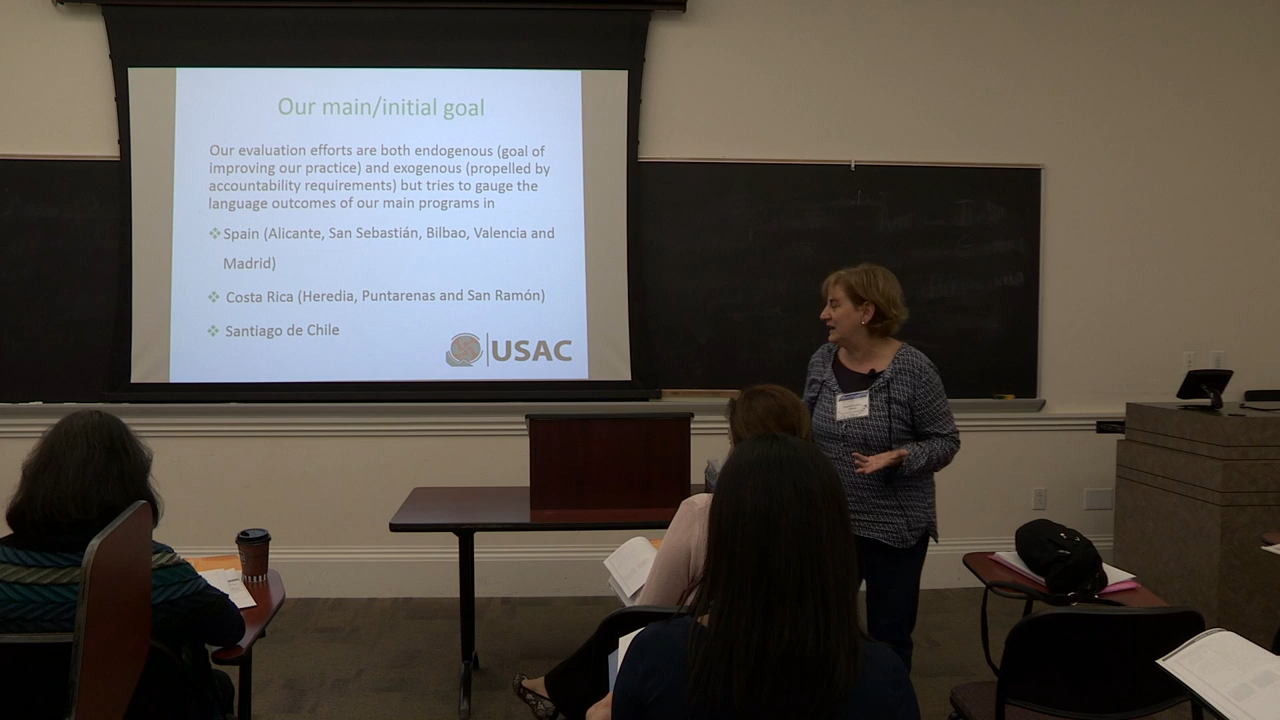 Our main/initial goal
Our evaluation efforts are both endogenous (goal of
improving our practice) and exogenous (propelled by
accountability requirements) but tries to gauge the
language outcomes of our main programs in
Spain (Alicante, San Sebastián, Bilbao, Valencia and
Madrid)
Costa Rica (Heredia, Puntarenas and San Ramón)
Santiago de Chile
USAC